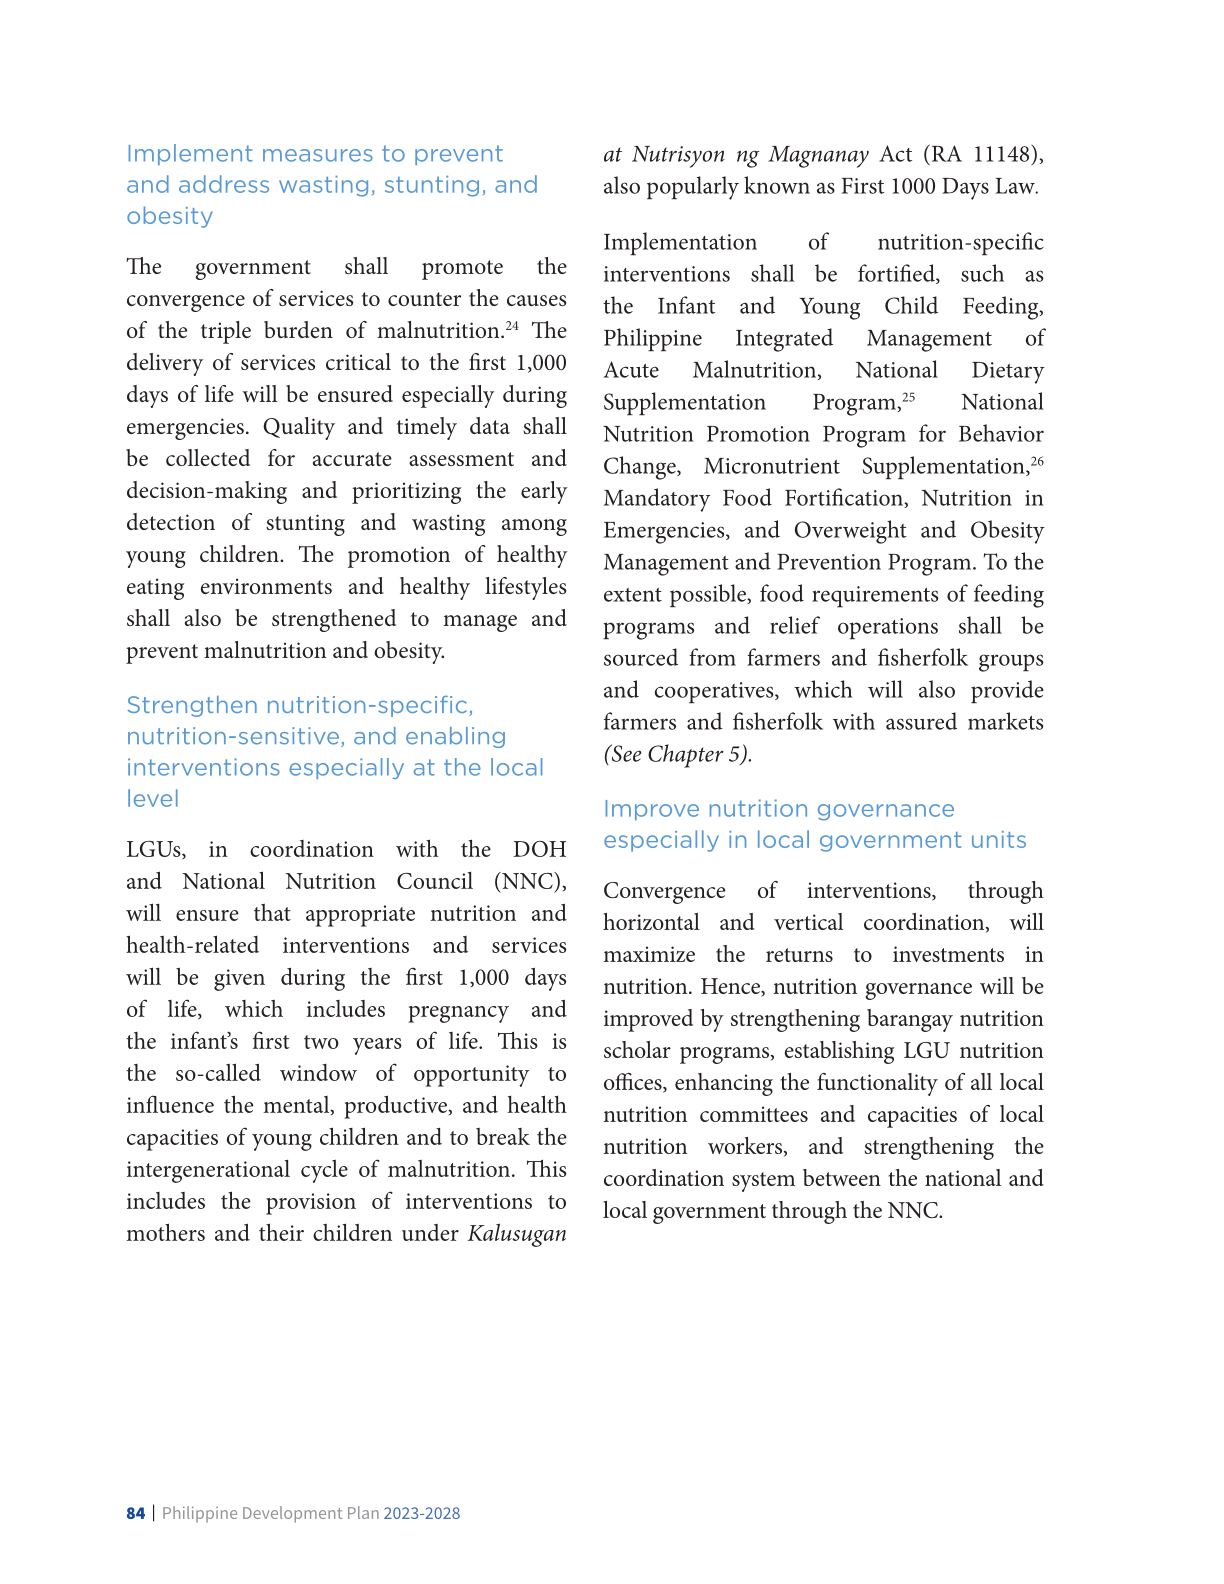 Implement measures to prevent
and address wasting, stunting, and
obesity
The government shall promote the
convergence of services to counter the causes
of the triple burden of malnutrition.24 The
delivery of services critical to the first 1,000
days of life will be ensured especially during
emergencies. Quality and timely data shall
be collected for accurate assessment and
decision-making and prioritizing the early
detection of stunting and wasting among
young children. The promotion of healthy
eating environments and healthy lifestyles
shall also be strengthened to manage and
prevent malnutrition and obesity.
Strengthen nutrition-specific,
nutrition-sensitive, and enabling
interventions especially at the local
level
LGUs, in coordination with the DOH
and National Nutrition Council (NNC),
will ensure that appropriate nutrition and
health-related interventions and services
will be given during the first 1,000 days
of life, which includes pregnancy and
the infant’s first two years of life. This is
the so-called window of opportunity to
influence the mental, productive, and health
capacities of young children and to break the
intergenerational cycle of malnutrition. This
includes the provision of interventions to
mothers and their children under Kalusugan
at Nutrisyon ng Magnanay Act (RA 11148),
also popularly known as First 1000 Days Law.
Implementation of nutrition-specific
interventions shall be fortified, such as
the Infant and Young Child Feeding,
Philippine Integrated Management of
Acute Malnutrition, National Dietary
Supplementation Program,25 National
Nutrition Promotion Program for Behavior
Change, Micronutrient Supplementation,26
Mandatory Food Fortification, Nutrition in
Emergencies, and Overweight and Obesity
Management and Prevention Program. To the
extent possible, food requirements of feeding
programs and relief operations shall be
sourced from farmers and fisherfolk groups
and cooperatives, which will also provide
farmers and fisherfolk with assured markets
(See Chapter 5).
Improve nutrition governance
especially in local government units
Convergence of interventions, through
horizontal and vertical coordination, will
maximize the returns to investments in
nutrition. Hence, nutrition governance will be
improved by strengthening barangay nutrition
scholar programs, establishing LGU nutrition
offices, enhancing the functionality of all local
nutrition committees and capacities of local
nutrition workers, and strengthening the
coordination system between the national and
local government through the NNC.
84 | Philippine Development Plan 2023-2028